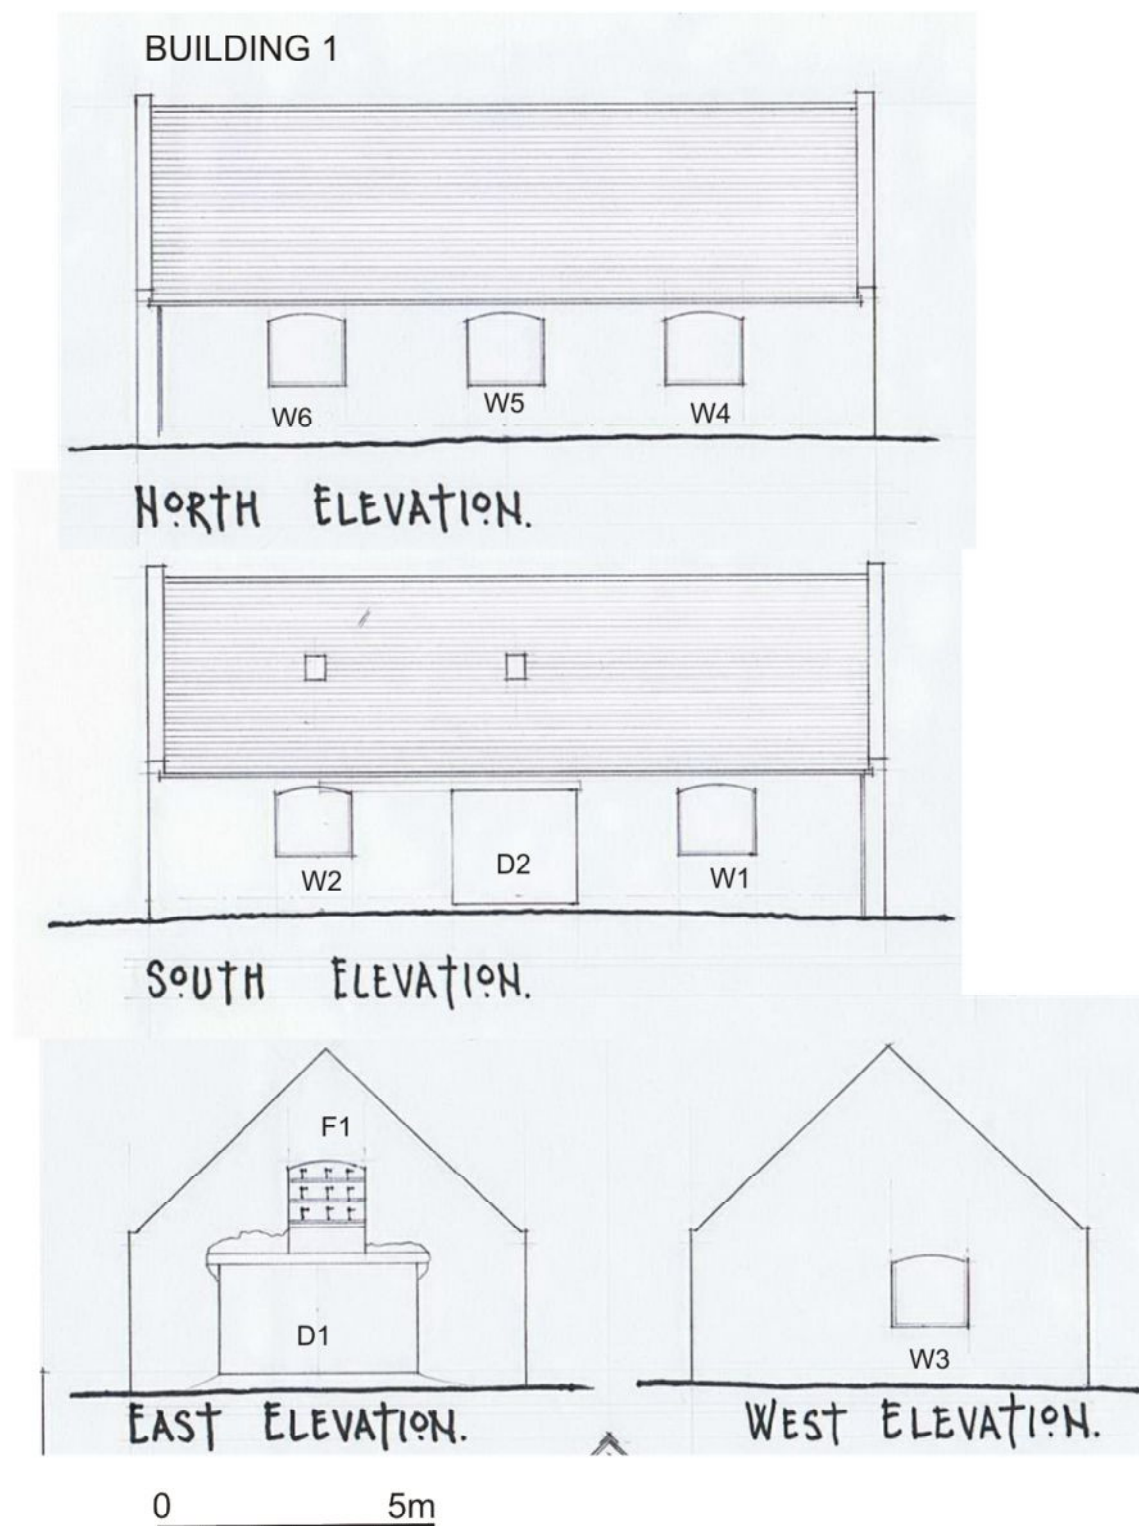 BUILDING 1
W6 W5 W4
NORTH ELEVATION.
W2 D2 W1
SOUTH ELEVATION.
F1
D1
W3
EAST ELEVATION. WEST ELEVATION.
0 5m